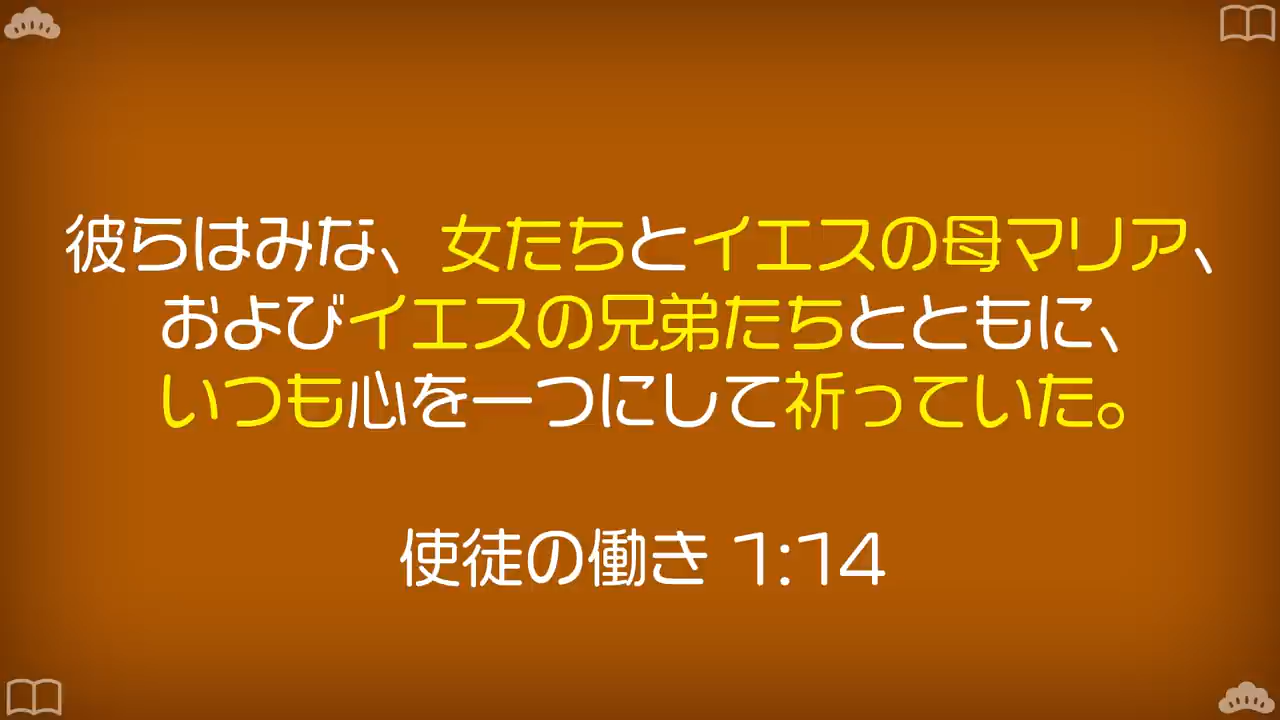 彼らはみな、女たちとイエスの母マリア、
およびイエスの兄弟たちとともに、
いつも心を一つにして祈っていた。
使徒の働き 1:14